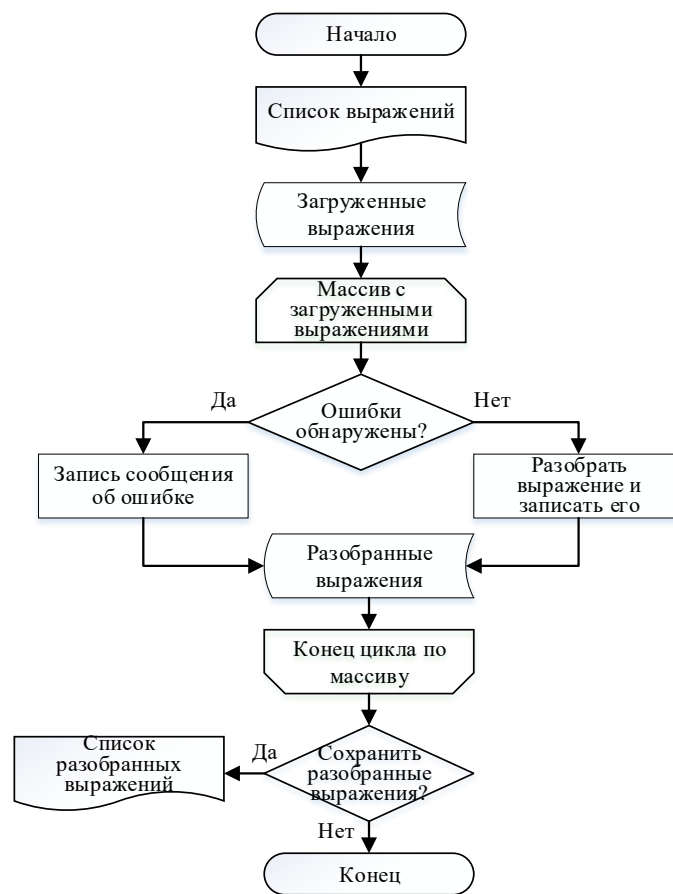 Начало
Список выражений
Загруженные
выражения
Массив с
загруженными
выражениями
Да
Ошибки
обнаружены?
Нет
Запись сообщения
об ошибке
Разобрать
выражение и
записать его
Разобранные
выражения
Конец цикла по
массиву
Список
разобранных
выражений
Да
Сохранить
разобранные
выражения?
Нет
Конец